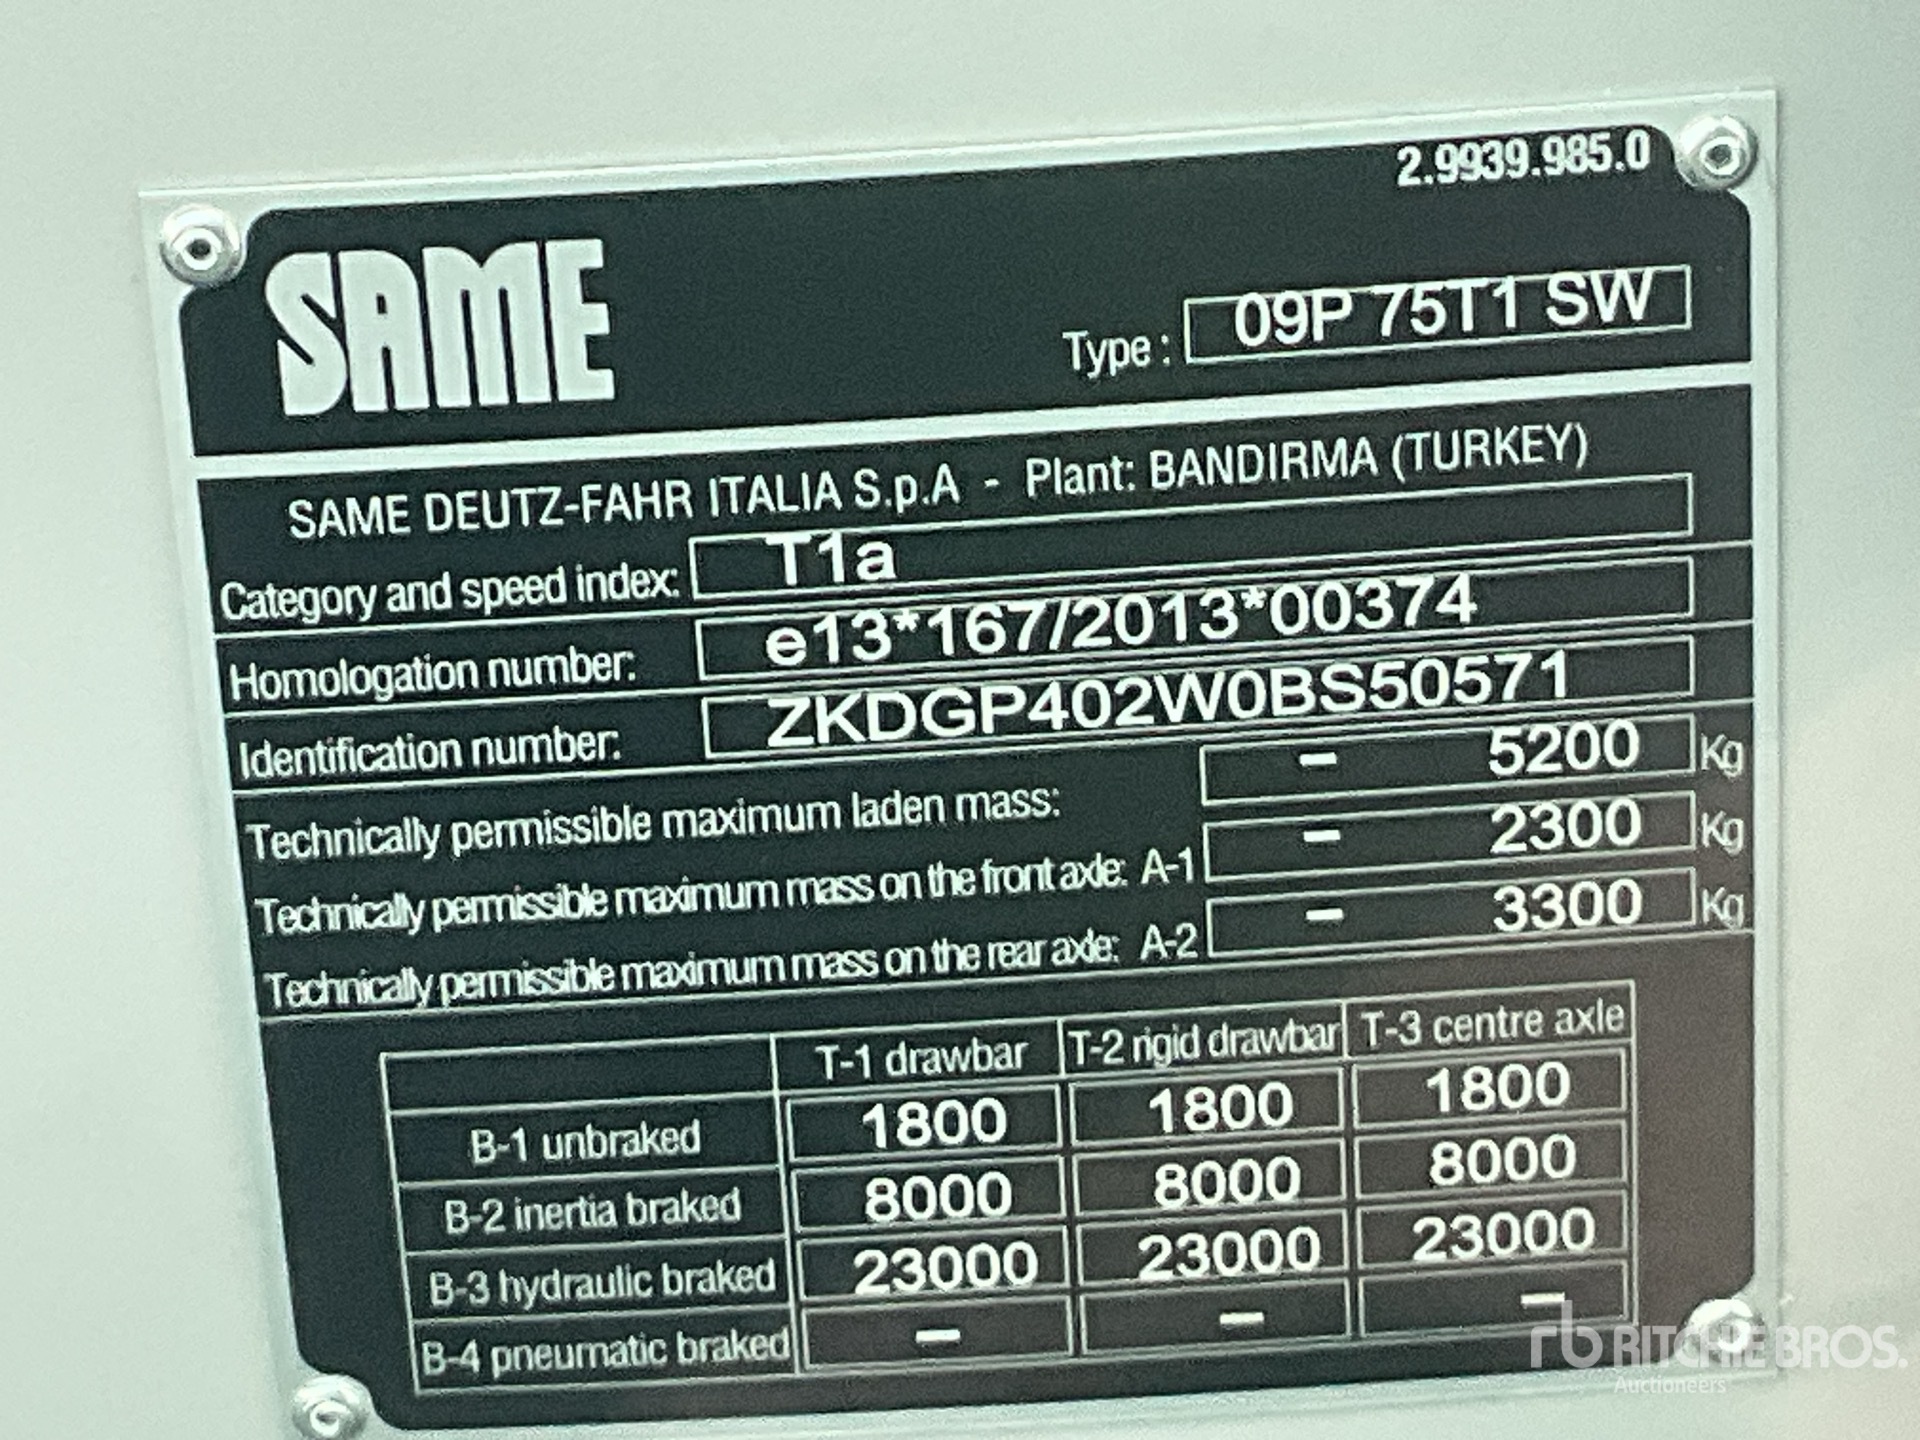 2.9939.985.0
SAME
Type : 09P 75T1 SW
SAME DEUTZ-FAHR ITALIA S.p.A - Plant: BANDIRMA (TURKEY)
Category and speed index: T1a
Homologation number: e13*167/2013*00374
Identification number: ZKDGP402W0BS50571
Technically permissible maximum laden mass: - 5200 Kg
Technically permissible maximum mass on the front axle: A-1 - 2300 Kg
Technically permissible maximum mass on the rear axle: A-2 - 3300 Kg
T-1 drawbar T-2 rigid drawbar T-3 centre axle
B-1 unbraked 1800 1800 1800
B-2 inertia braked 8000 8000 8000
B-3 hydraulic braked 23000 23000 23000
B-4 pneumatic braked - - -
rb RITCHIE BROS.
Auctioneers